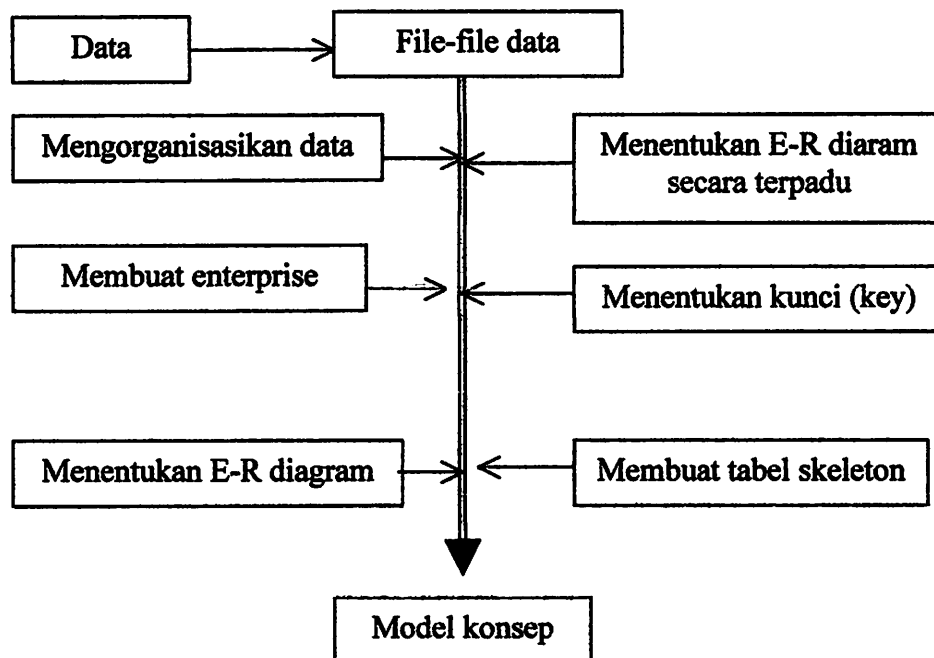 Data
File-file data
Mengorganisasikan data
Menentukan E-R diaram
secara terpadu
Membuat enterprise
Menentukan kunci (key)
Menentukan E-R diagram
Membuat tabel skeleton
Model konsep